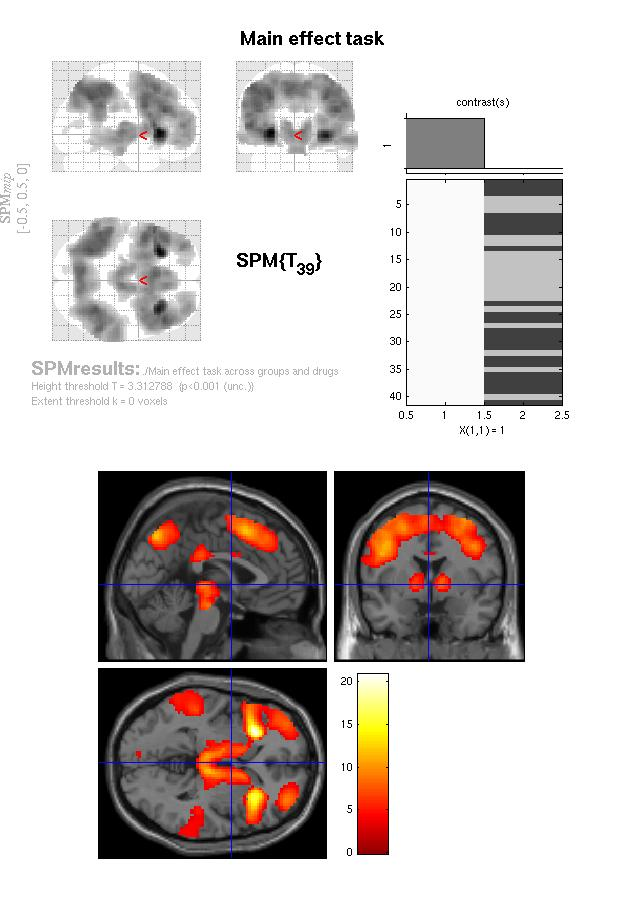 Main effect task
contrast(s)
1
SPMmip
[-0.5, 0.5, 0]
<
<
<
SPM{T39}
5
10
15
20
25
30
35
40
0.5 1 1.5 2 2.5
X(1,1) = 1
SPMresults: ./Main effect task across groups and drugs
Height threshold T = 3.312788 {p<0.001 (unc.)}
Extent threshold k = 0 voxels
20
15
10
5
0